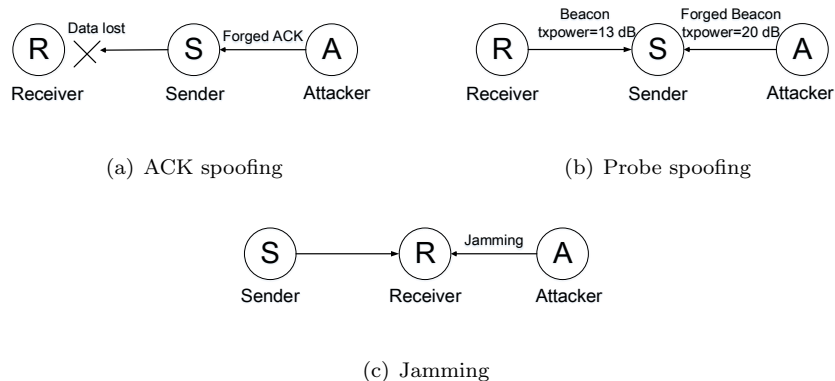 Data lost
Forged ACK
R
S
A
Receiver
Sender
Attacker
(a) ACK spoofing
Beacon
txpower=13 dB
Forged Beacon
txpower=20 dB
R
S
A
Receiver
Sender
Attacker
(b) Probe spoofing
Jamming
S
R
A
Sender
Receiver
Attacker
(c) Jamming